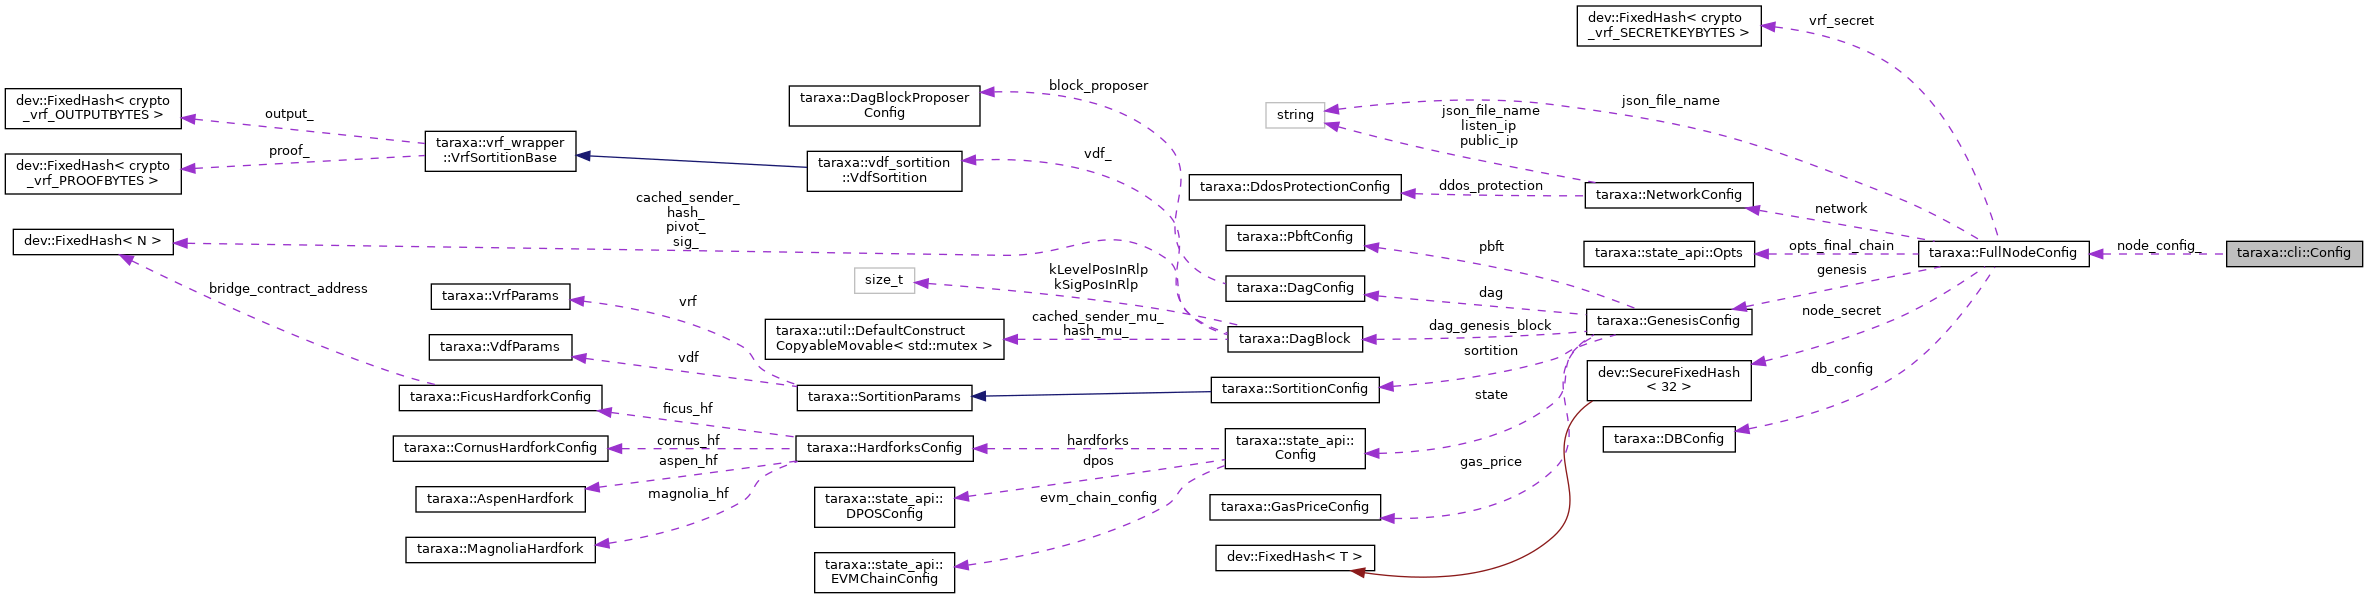 dev::FixedHash< crypto
_vrf_SECRETKEYBYTES >
vrf_secret
dev::FixedHash< crypto
_vrf_OUTPUTBYTES >
output_
dev::FixedHash< crypto
_vrf_PROOFBYTES >
proof_
taraxa::vrf_wrapper
::VrfSortitionBase
taraxa::DagBlockProposer
Config
block_proposer
taraxa::vdf_sortition
::VdfSortition
vdf_
string
json_file_name
json_file_name
listen_ip
public_ip
taraxa::DdosProtectionConfig
ddos_protection
taraxa::NetworkConfig
network
cached_sender_
hash_
pivot_
sig_
dev::FixedHash< N >
bridge_contract_address
taraxa::PbftConfig
pbft
taraxa::state_api::Opts
opts_final_chain
taraxa::FullNodeConfig
node_config_
taraxa::cli::Config
genesis
size_t
kLevelPosInRlp
kSigPosInRlp
taraxa::DagConfig
dag
taraxa::VrfParams
vrf
taraxa::util::DefaultConstruct
CopyableMovable< std::mutex >
cached_sender_mu_
hash_mu_
taraxa::DagBlock
dag_genesis_block
taraxa::GenesisConfig
node_secret
taraxa::VdfParams
vdf
sortition
dev::SecureFixedHash
< 32 >
db_config
taraxa::FicusHardforkConfig
ficus_hf
taraxa::SortitionParams
taraxa::SortitionConfig
state
taraxa::CornusHardforkConfig
cornus_hf
taraxa::HardforksConfig
hardforks
taraxa::state_api::
Config
taraxa::DBConfig
aspen_hf
dpos
gas_price
taraxa::AspenHardfork
magnolia_hf
taraxa::state_api::
DPOSConfig
evm_chain_config
taraxa::GasPriceConfig
taraxa::MagnoliaHardfork
taraxa::state_api::
EVMChainConfig
dev::FixedHash< T >